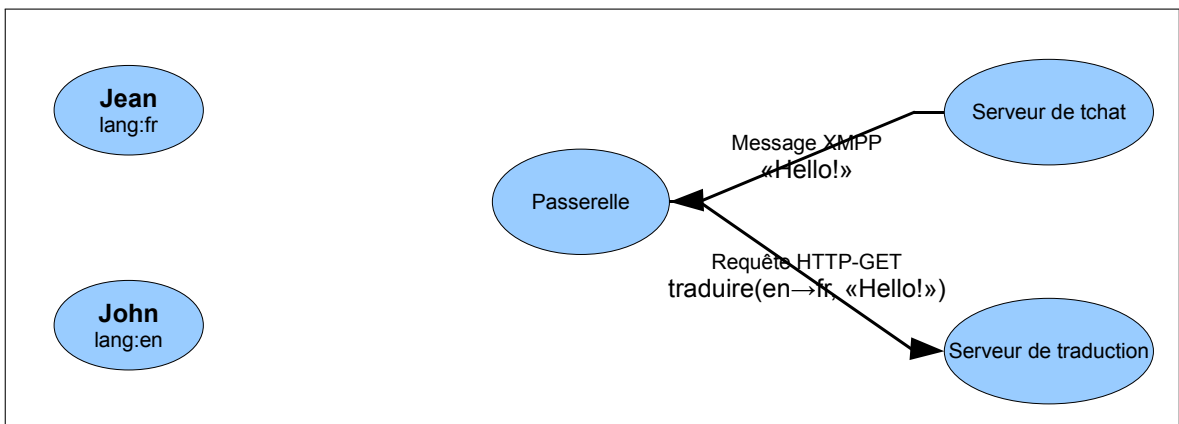 Jean
lang:fr
Serveur de tchat
Message XMPP
«Hello!»
Passerelle
Requête HTTP-GET
traduire(en→fr, «Hello!»)
John
lang:en
Serveur de traduction